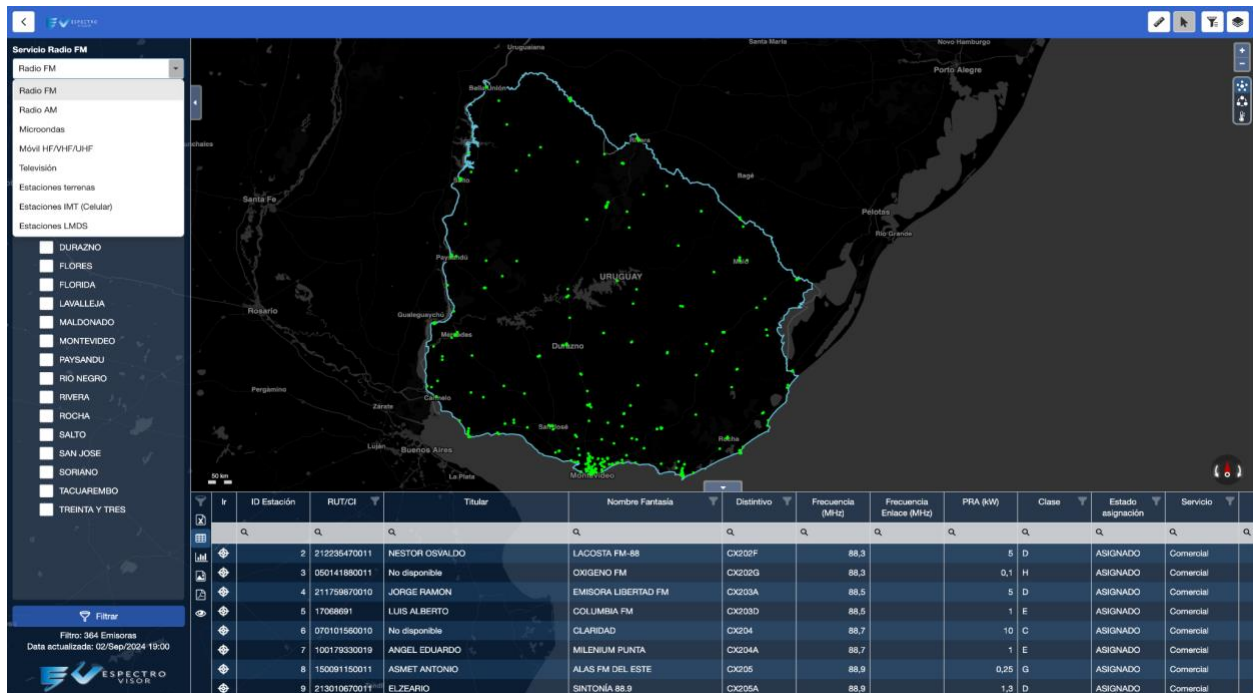 ESPECTRO
VISOR
Servicio Radio FM
Radio FM
Radio FM
Radio AM
Microondas
Móvil HF/VHF/UHF
Televisión
Estaciones terrenas
Estaciones IMT (Celular)
Estaciones LMDS
DURAZNO
FLORES
FLORIDA
LAVALLEJA
MALDONADO
MONTEVIDEO
PAYSANDU
RIO NEGRO
RIVERA
ROCHA
SALTO
SAN JOSE
SORIANO
TACUAREMBO
TREINTA Y TRES
Filtrar
Filtro: 364 Emisoras
Data actualizada: 02/Sep/2024 19:00
ESPECTRO
VISOR
Uruguaiana
Santa Maria
Novo Hamburgo
Porto Alegre
Bella Unión
Rivera
Salto
Bagé
Santa Fe
Pelotas
Rio Grande
Paysandú
Melo
URUGUAY
Rosario
Gualeguaychú
Mercedes
Durazno
Pergamino
Carmelo
Zárate
San José
Rocha
Luján
Buenos Aires
La Plata
Montevideo
50 km
Ir ID Estación RUT/CI Titular Nombre Fantasía Distintivo Frecuencia (MHz) Frecuencia Enlace (MHz) PRA (kW) Clase Estado asignación Servicio
2 212235470011 NESTOR OSVALDO LACOSTA FM-88 CX202F 88,3 5 D ASIGNADO Comercial
3 050141880011 No disponible OXIGENO FM CX202G 88,3 0,1 H ASIGNADO Comercial
4 211759870010 JORGE RAMON EMISORA LIBERTAD FM CX203A 88,5 5 D ASIGNADO Comercial
5 17068691 LUIS ALBERTO COLUMBIA FM CX203D 88,5 1 E ASIGNADO Comercial
6 070101560010 No disponible CLARIDAD CX204 88,7 10 C ASIGNADO Comercial
7 100179330019 ANGEL EDUARDO MILENIUM PUNTA CX204A 88,7 1 E ASIGNADO Comercial
8 150091150011 ASMET ANTONIO ALAS FM DEL ESTE CX205 88,9 0,25 G ASIGNADO Comercial
9 213010670011 ELZEARIO SINTONÍA 88.9 CX205A 88,9 1,3 D ASIGNADO Comercial